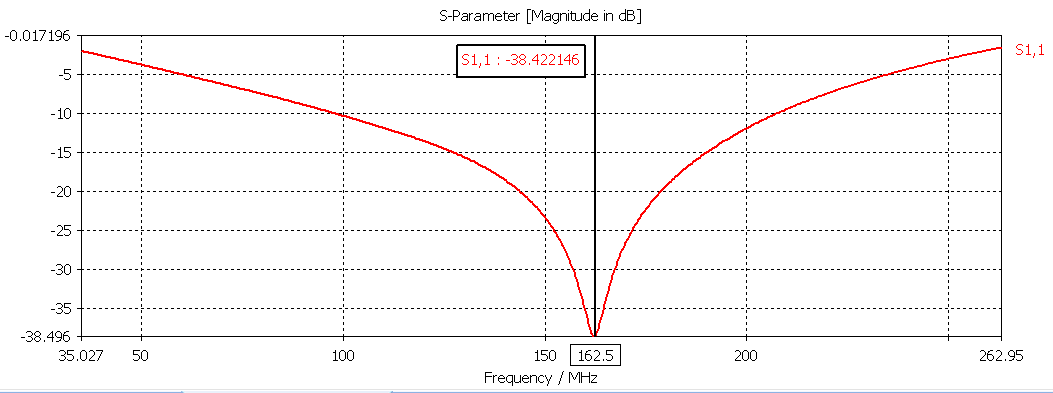 S-Parameter [Magnitude in dB]
-0.017196
S1,1 : -38.422146
S1,1
-5
-10
-15
-20
-25
-30
-35
-38.496
35.027 50 100 150 162.5 200 262.95
Frequency / MHz